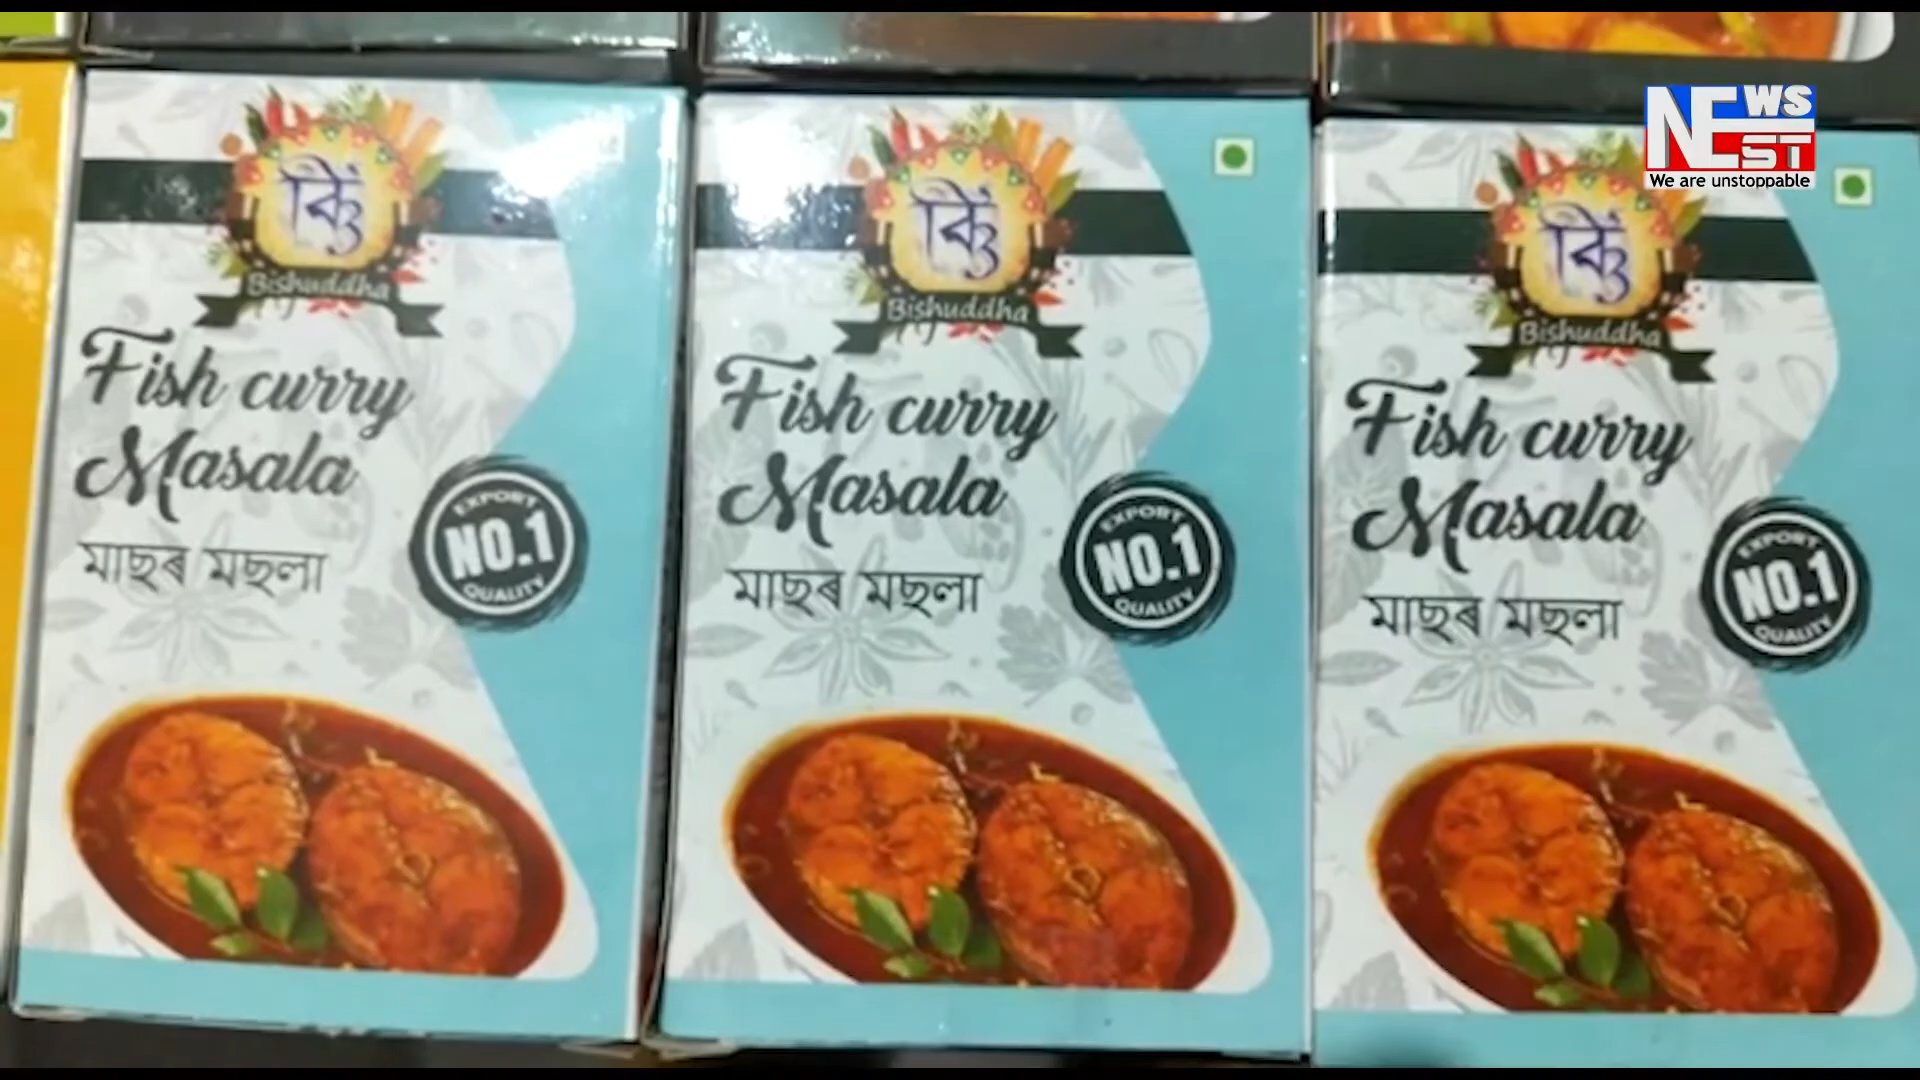 NEWS
EST
We are unstoppable
Bishuddha
Fish curry
Masala
মাছৰ মছলা
EXPORT
NO.1
QUALITY
Bishuddha
Fish curry
Masala
মাছৰ মছলা
EXPORT
NO.1
QUALITY
Bishuddha
Fish curry
Masala
মাছৰ মছলা
EXPORT
NO.1
QUALITY